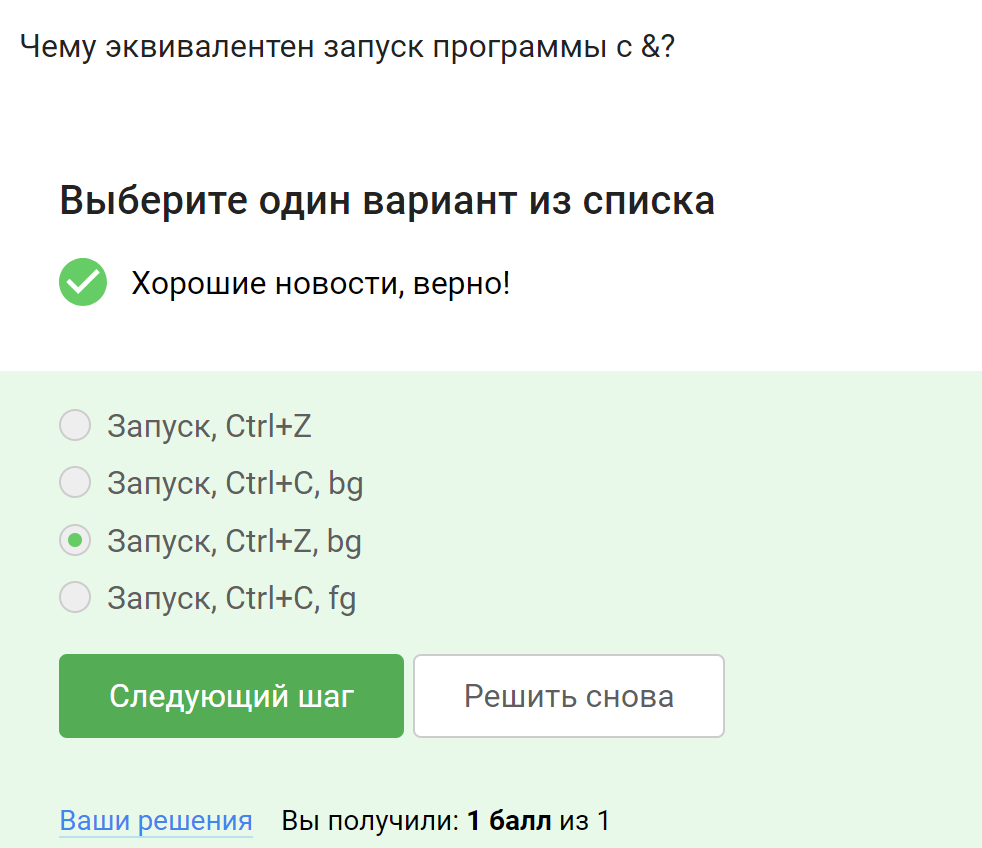 Чему эквивалентен запуск программы с &?
Выберите один вариант из списка
Хорошие новости, верно!
Запуск, Ctrl+Z
Запуск, Ctrl+C, bg
Запуск, Ctrl+Z, bg
Запуск, Ctrl+C, fg
Следующий шаг
Решить снова
Ваши решения Вы получили: 1 балл из 1